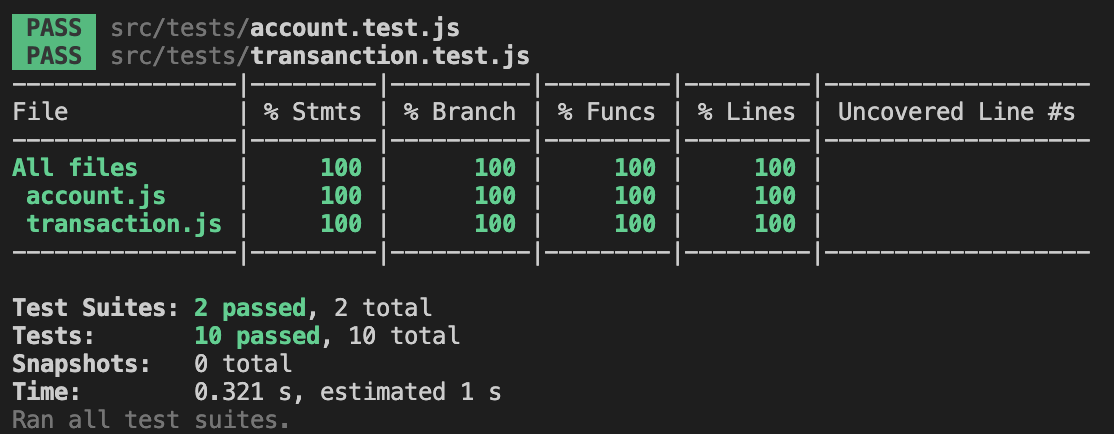 PASS src/tests/account.test.js
PASS src/tests/transanction.test.js
-----------------|----------|----------|----------|----------|-------------------
File             | % Stmts | % Branch | % Funcs | % Lines | Uncovered Line #s
-----------------|----------|----------|----------|----------|-------------------
All files        | 100 | 100 | 100 | 100 |
 account.js      | 100 | 100 | 100 | 100 |
 transaction.js  | 100 | 100 | 100 | 100 |
-----------------|----------|----------|----------|----------|-------------------
Test Suites: 2 passed, 2 total
Tests:       10 passed, 10 total
Snapshots:   0 total
Time:        0.321 s, estimated 1 s
Ran all test suites.